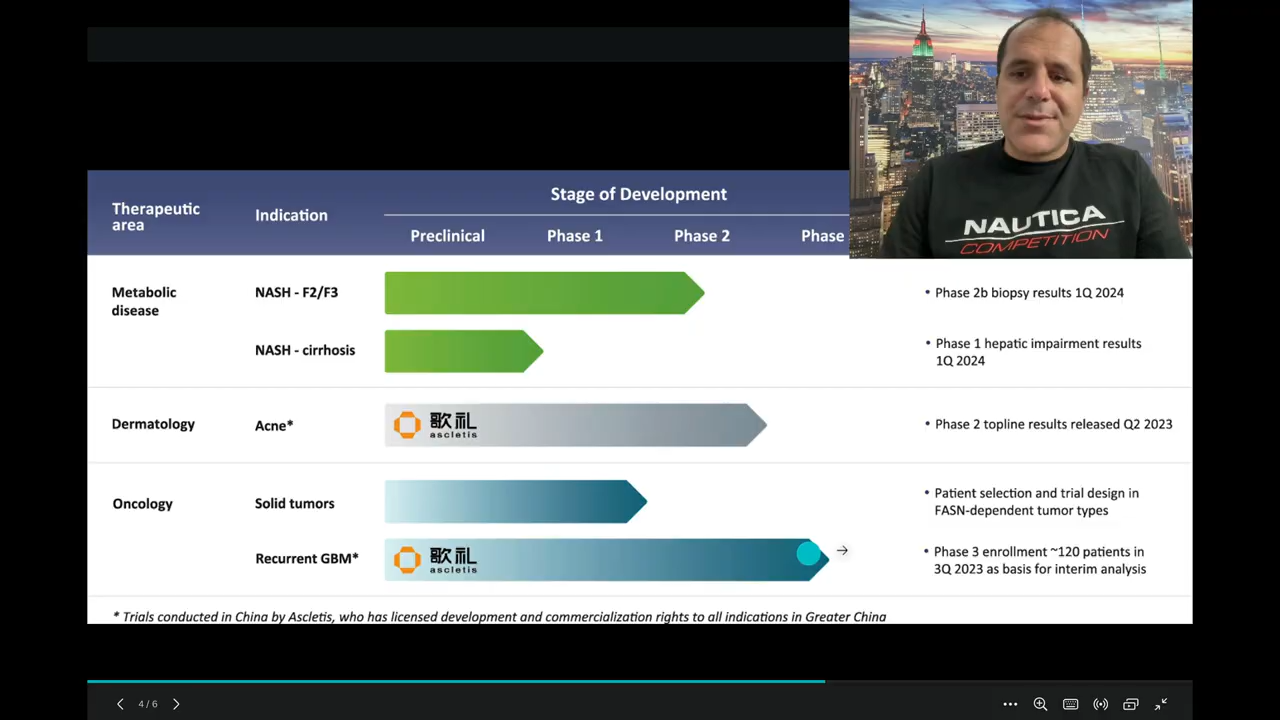 NAUTICA
COMPETITION
Therapeutic
area
Indication
Stage of Development
Preclinical
Phase 1
Phase 2
Phase
Metabolic
disease
NASH - F2/F3
• Phase 2b biopsy results 1Q 2024
NASH - cirrhosis
• Phase 1 hepatic impairment results
1Q 2024
Dermatology
Acne*
歌礼
ascletis
• Phase 2 topline results released Q2 2023
Oncology
Solid tumors
• Patient selection and trial design in
FASN-dependent tumor types
Recurrent GBM*
歌礼
ascletis
• Phase 3 enrollment ~120 patients in
3Q 2023 as basis for interim analysis
* Trials conducted in China by Ascletis, who has licensed development and commercialization rights to all indications in Greater China
4 / 6